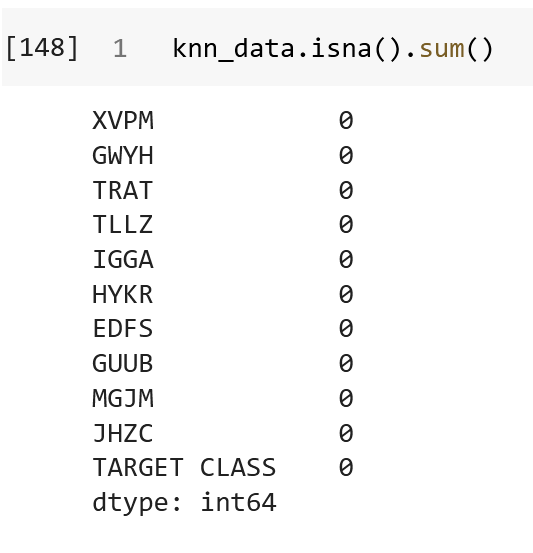 [148] 1 knn_data.isna().sum()
XVPM 0
GWYH 0
TRAT 0
TLLZ 0
IGGA 0
HYKR 0
EDFS 0
GUUB 0
MGJM 0
JHZC 0
TARGET CLASS 0
dtype: int64